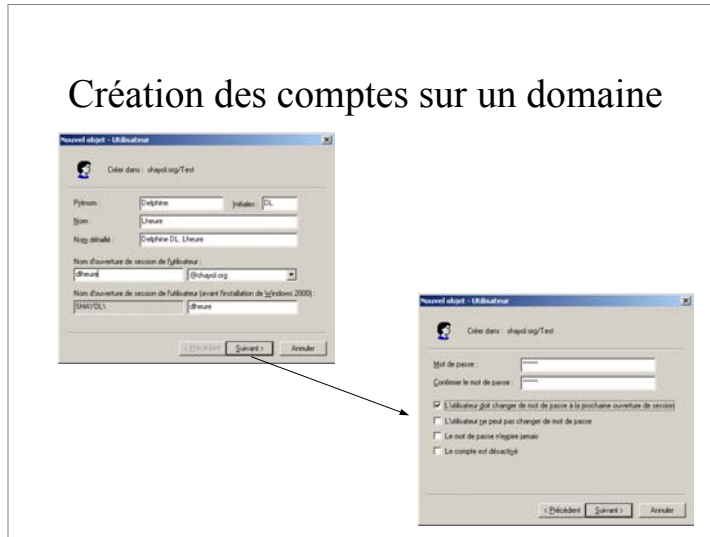 Création des comptes sur un domaine
Nouvel objet - Utilisateur
Créer dans : shayol.org/Test
Prénom : Delphine Initiales : DL
Nom : Lheure
Nom détaillé : Delphine DL. Lheure
Nom d'ouverture de session de l'utilisateur :
dlheure @shayol.org
Nom d'ouverture de session de l'utilisateur (avant l'installation de Windows 2000) :
SHAYOL\ dlheure
< Précédent Suivant > Annuler
Nouvel objet - Utilisateur
Créer dans : shayol.org/Test
Mot de passe :
Confirmer le mot de passe :
L'utilisateur doit changer de mot de passe à la prochaine ouverture de session
L'utilisateur ne peut pas changer de mot de passe
Le mot de passe n'expire jamais
Le compte est désactivé
< Précédent Suivant > Annuler